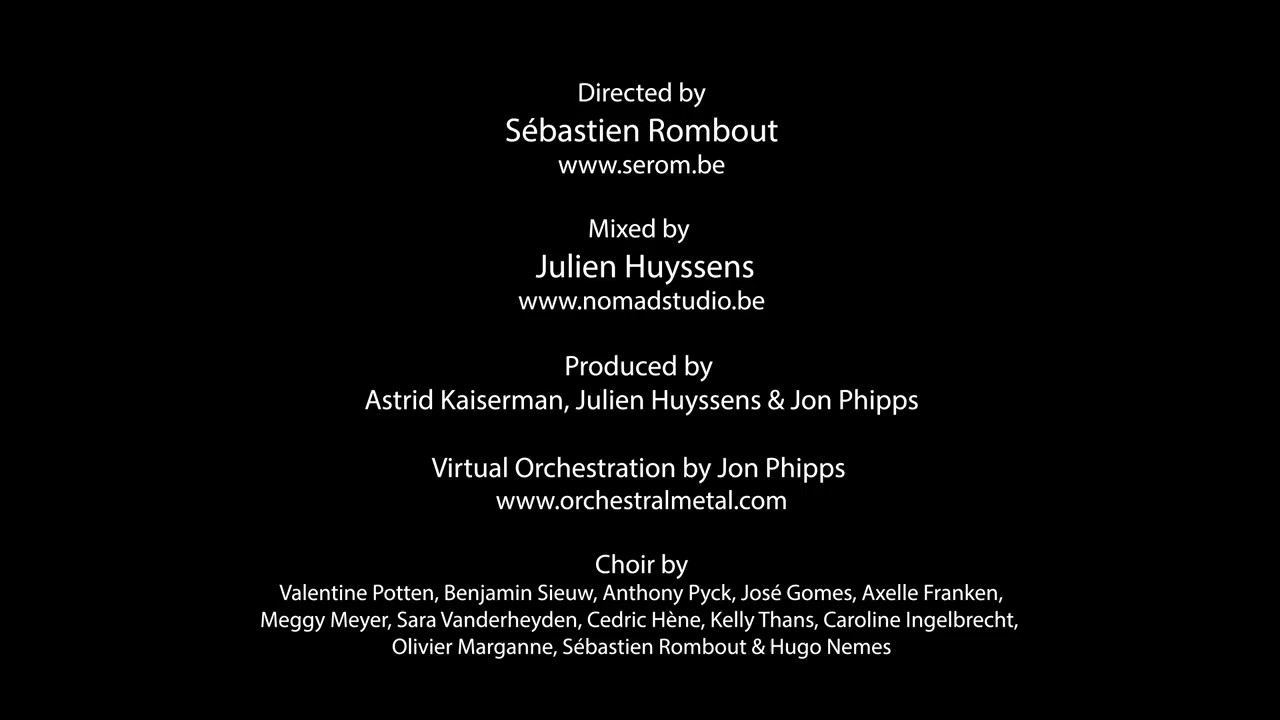 Directed by
Sébastien Rombout
www.serom.be
Mixed by
Julien Huyssens
www.nomadstudio.be
Produced by
Astrid Kaiserman, Julien Huyssens & Jon Phipps
Virtual Orchestration by Jon Phipps
www.orchestralmetal.com
Choir by
Valentine Potten, Benjamin Sieuw, Anthony Pyck, José Gomes, Axelle Franken,
Meggy Meyer, Sara Vanderheyden, Cedric Hène, Kelly Thans, Caroline Ingelbrecht,
Olivier Marganne, Sébastien Rombout & Hugo Nemes